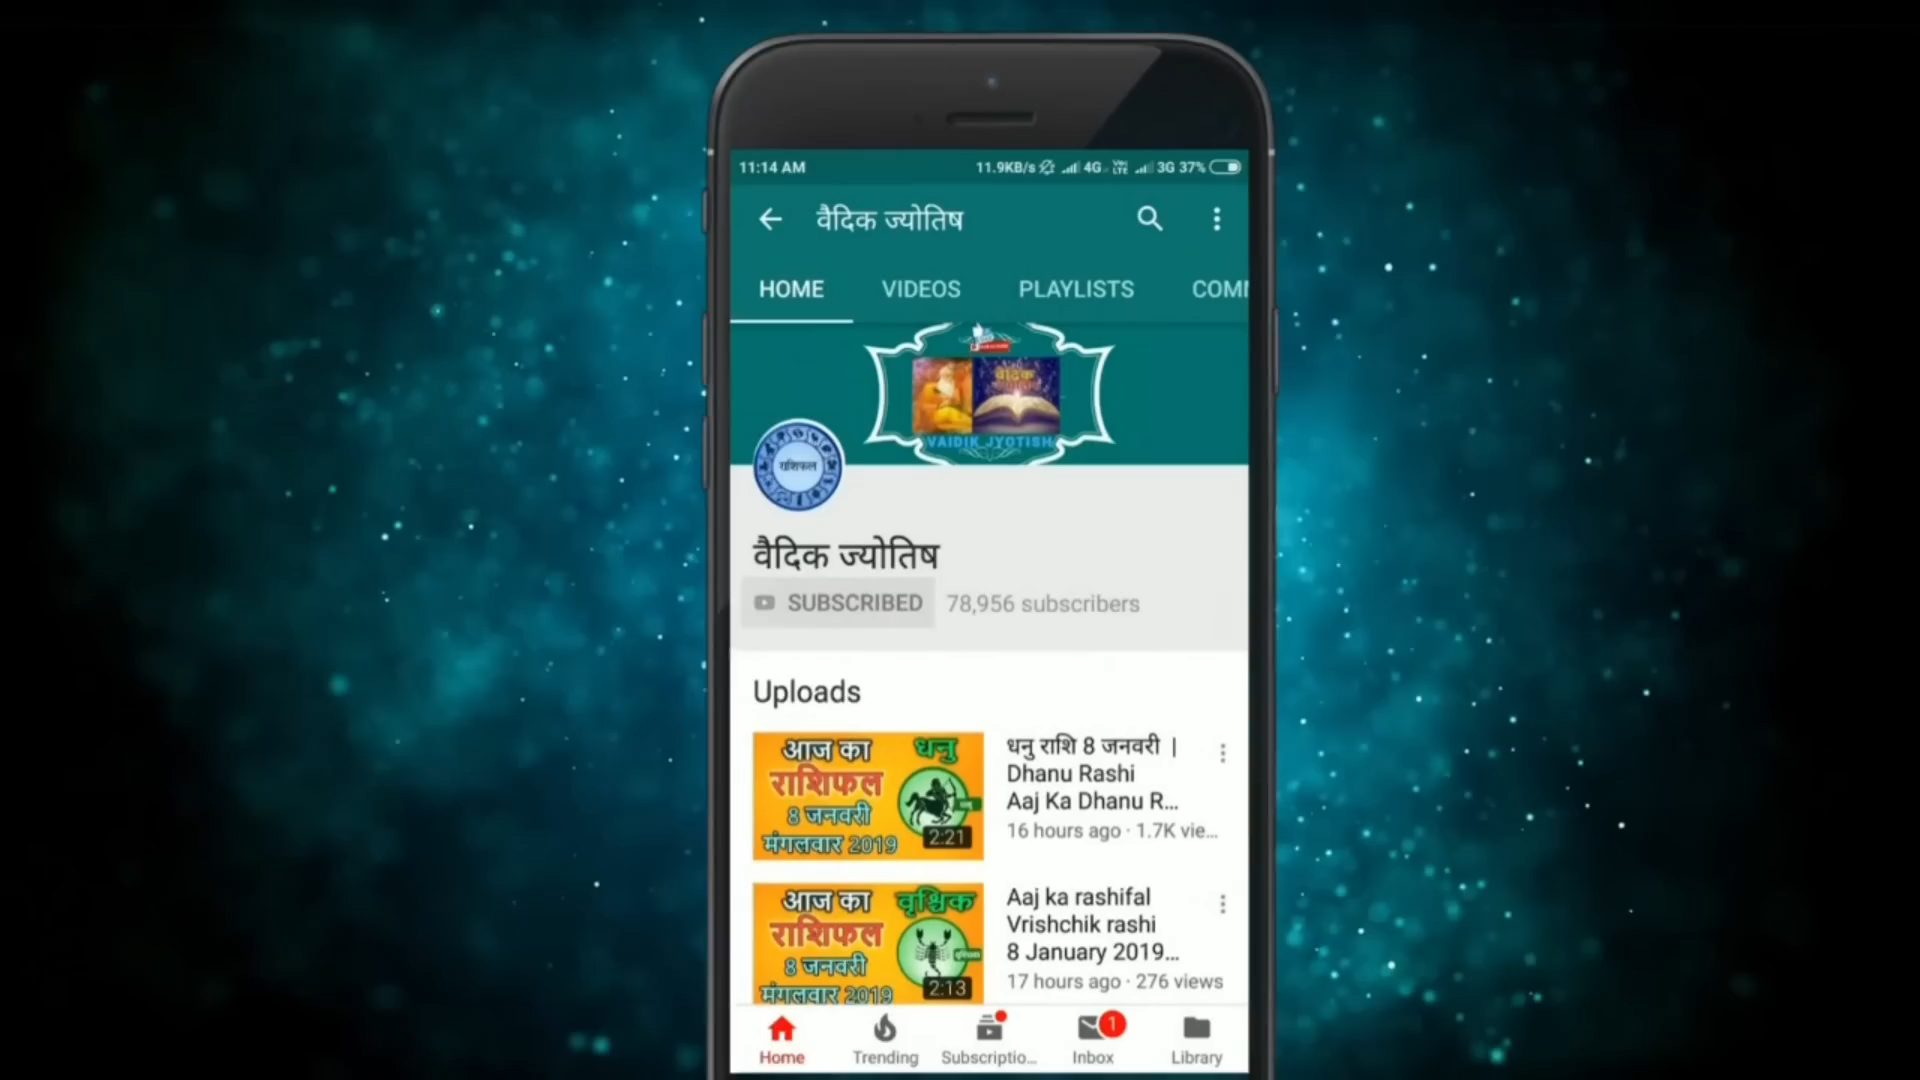 11:14 AM 11.9KB/s 4G VoLTE 3G 37%
वैदिक ज्योतिष
HOME VIDEOS PLAYLISTS COMM
वैदिक
VAIDIK JYOTISH
राशिफल
वैदिक ज्योतिष
SUBSCRIBED 78,956 subscribers
Uploads
आज का धनु
राशिफल
8 जनवरी
मंगलवार 2019
2:21
धनु राशि 8 जनवरी |
Dhanu Rashi
Aaj Ka Dhanu R...
16 hours ago · 1.7K vie...
आज का वृश्चिक
राशिफल
8 जनवरी
मंगलवार 2019
2:13
Aaj ka rashifal
Vrishchik rashi
8 January 2019...
17 hours ago · 276 views
1
Home Trending Subscriptio... Inbox Library